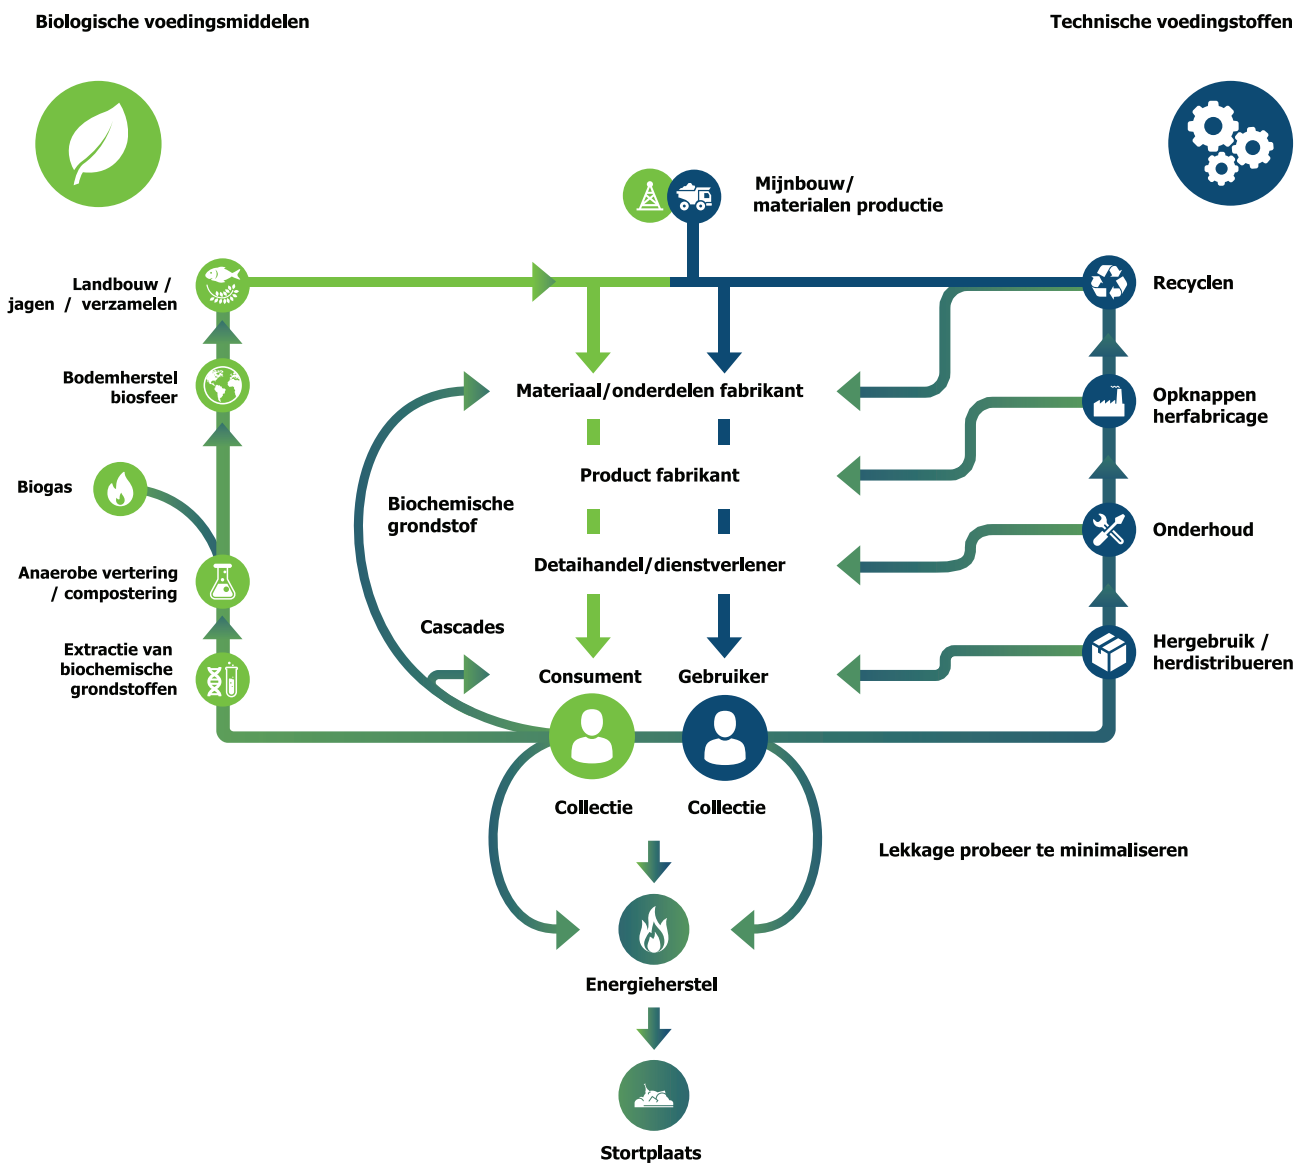 Biologische voedingsmiddelen
Technische voedingstoffen
Mijnbouw/
materialen productie
Landbouw /
jagen / verzamelen
Recyclen
Bodemherstel
biosfeer
Materiaal/onderdelen fabrikant
Opknappen
herfabricage
Biogas
Product fabrikant
Biochemische
grondstof
Onderhoud
Anaerobe vertering
/ compostering
Detaihandel/dienstverlener
Cascades
Extractie van
biochemische
grondstoffen
Consument
Gebruiker
Hergebruik /
herdistribueren
Collectie
Collectie
Lekkage probeer te minimaliseren
Energieherstel
Stortplaats